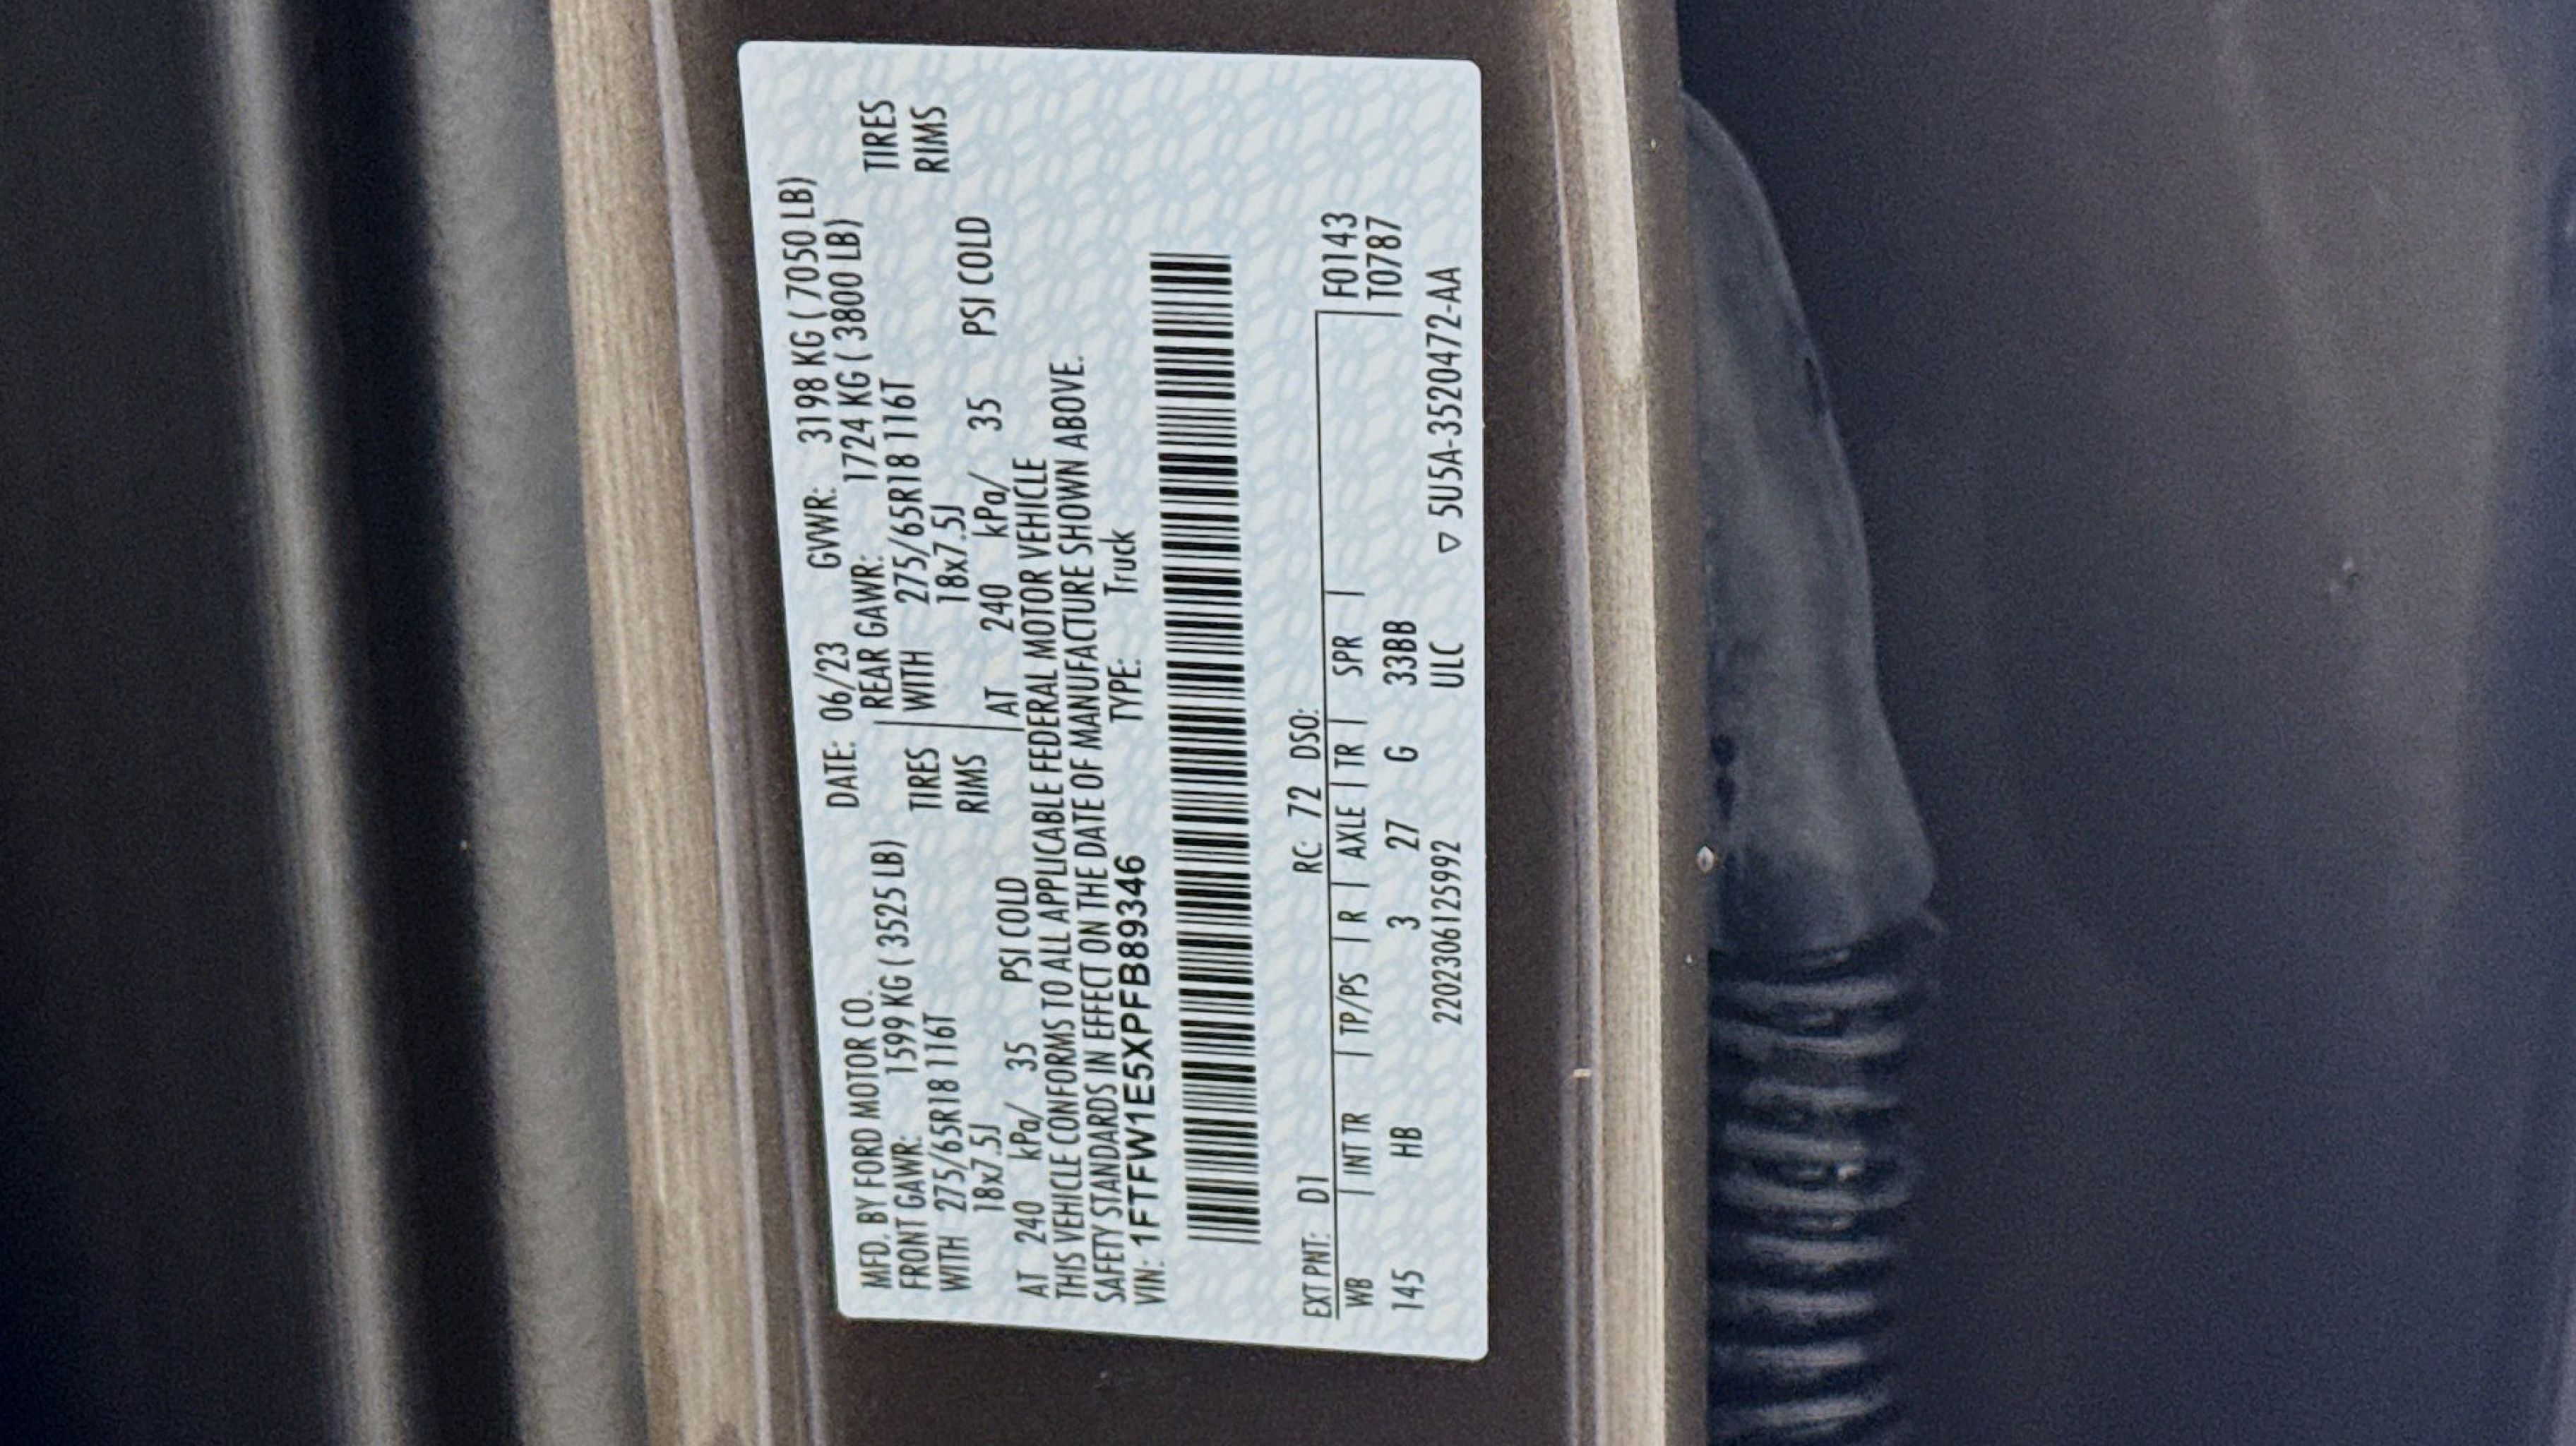 MFD. BY FORD MOTOR CO. DATE: 06/23 GVWR: 3198 KG ( 7050 LB)
FRONT GAWR: 1599 KG ( 3525 LB) REAR GAWR: 1724 KG ( 3800 LB)
WITH 275/65R18 116T TIRES WITH 275/65R18 116T TIRES
18x7.5J RIMS 18x7.5J RIMS
AT 240 kPa/ 35 PSI COLD AT 240 kPa/ 35 PSI COLD
THIS VEHICLE CONFORMS TO ALL APPLICABLE FEDERAL MOTOR VEHICLE
SAFETY STANDARDS IN EFFECT ON THE DATE OF MANUFACTURE SHOWN ABOVE.
VIN: 1FTFW1E5XPFB89346 TYPE: Truck
EXT PNT: D1 RC: 72 DSO:
WB | INT TR | TP/PS | R | AXLE | TR | SPR | F0143
145 HB 3 27 G 33BB T0787
22023061 25992 ULC ▽ 5U5A-3520472-AA